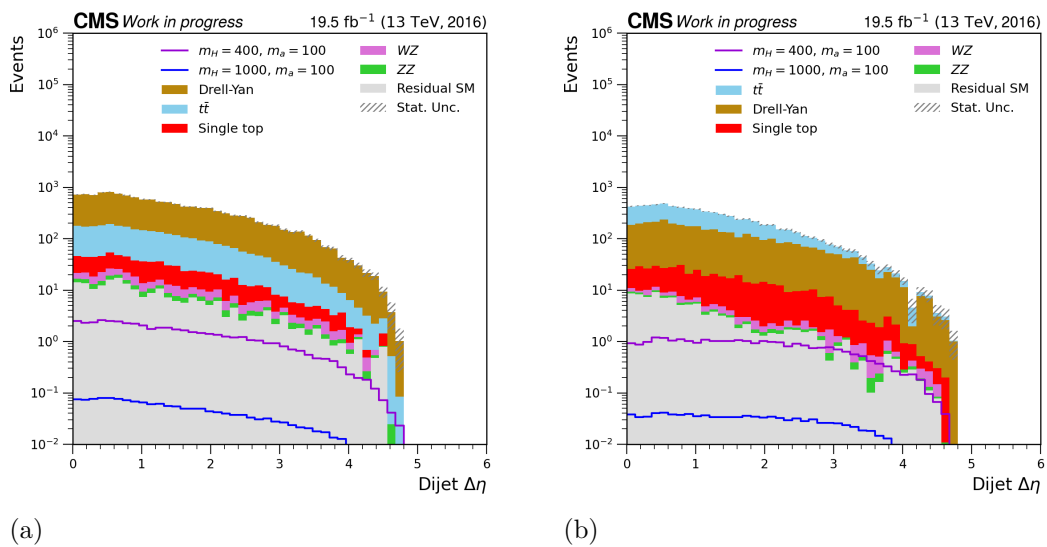 CMS Work in progress 19.5 fb⁻¹ (13 TeV, 2016)
Events
10⁶
10⁵
10⁴
10³
10²
10¹
10⁰
10⁻¹
10⁻²
m_H = 400, m_a = 100
m_H = 1000, m_a = 100
Drell-Yan
tt̄
Single top
WZ
ZZ
Residual SM
Stat. Unc.
0 1 2 3 4 5 6
Dijet Δη
(a)
CMS Work in progress 19.5 fb⁻¹ (13 TeV, 2016)
Events
10⁶
10⁵
10⁴
10³
10²
10¹
10⁰
10⁻¹
10⁻²
m_H = 400, m_a = 100
m_H = 1000, m_a = 100
tt̄
Drell-Yan
Single top
WZ
ZZ
Residual SM
Stat. Unc.
0 1 2 3 4 5 6
Dijet Δη
(b)